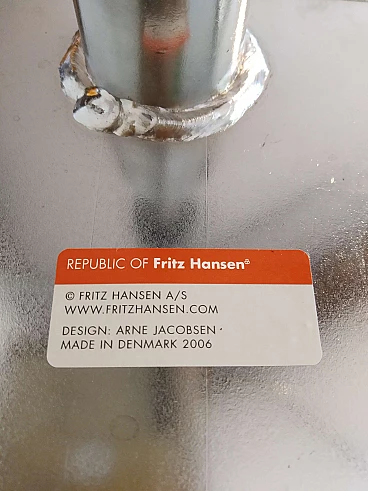 REPUBLIC OF Fritz Hansen®
© FRITZ HANSEN A/S
WWW.FRITZHANSEN.COM
DESIGN: ARNE JACOBSEN
MADE IN DENMARK 2006